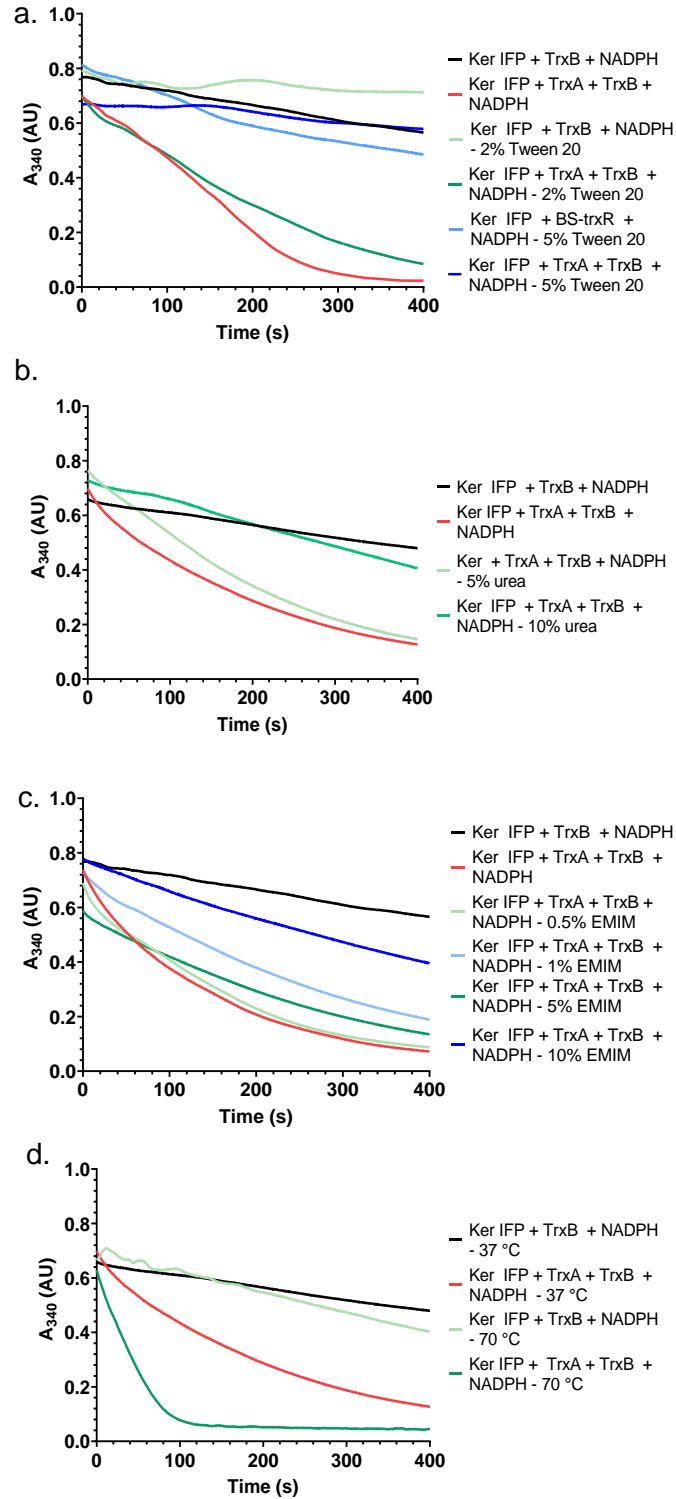 a.
1.0
0.8
0.6
0.4
0.2
0.0
A340 (AU)
0 100 200 300 400
Time (s)
Ker IFP + TrxB + NADPH
Ker IFP + TrxA + TrxB +
NADPH
Ker IFP + TrxB + NADPH
- 2% Tween 20
Ker IFP + TrxA + TrxB +
NADPH - 2% Tween 20
Ker IFP + BS-trxR +
NADPH - 5% Tween 20
Ker IFP + TrxA + TrxB +
NADPH - 5% Tween 20
b.
1.0
0.8
0.6
0.4
0.2
0.0
A340 (AU)
0 100 200 300 400
Time (s)
Ker IFP + TrxB + NADPH
Ker IFP + TrxA + TrxB +
NADPH
Ker + TrxA + TrxB + NADPH
- 5% urea
Ker IFP + TrxA + TrxB +
NADPH - 10% urea
c.
1.0
0.8
0.6
0.4
0.2
0.0
A340 (AU)
0 100 200 300 400
Time (s)
Ker IFP + TrxB + NADPH
Ker IFP + TrxA + TrxB +
NADPH
Ker IFP + TrxA + TrxB +
NADPH - 0.5% EMIM
Ker IFP + TrxA + TrxB +
NADPH - 1% EMIM
Ker IFP + TrxA + TrxB +
NADPH - 5% EMIM
Ker IFP + TrxA + TrxB +
NADPH - 10% EMIM
d.
1.0
0.8
0.6
0.4
0.2
0.0
A340 (AU)
0 100 200 300 400
Time (s)
Ker IFP + TrxB + NADPH
- 37 °C
Ker IFP + TrxA + TrxB +
NADPH - 37 °C
Ker IFP + TrxB + NADPH
- 70 °C
Ker IFP + TrxA + TrxB +
NADPH - 70 °C